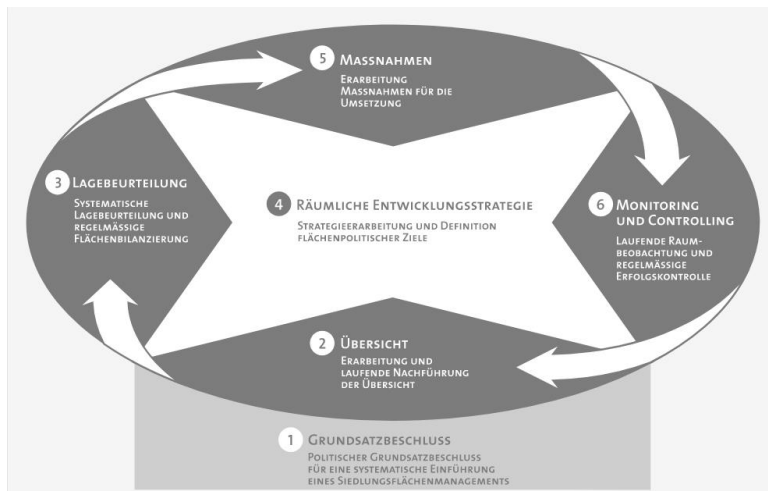 5 MASSNAHMEN
ERARBEITUNG
MASSNAHMEN FÜR DIE
UMSETZUNG
3 LAGEBEURTEILUNG
SYSTEMATISCHE
LAGEBEURTEILUNG UND
REGELMÄSSIGE
FLÄCHENBILANZIERUNG
4 RÄUMLICHE ENTWICKLUNGSSTRATEGIE
STRATEGIEERARBEITUNG UND DEFINITION
FLÄCHENPOLITISCHER ZIELE
6 MONITORING
UND CONTROLLING
LAUFENDE RAUM-
BEOBACHTUNG UND
REGELMÄSSIGE
ERFOLGSKONTROLLE
2 ÜBERSICHT
ERARBEITUNG UND
LAUFENDE NACHFÜHRUNG
DER ÜBERSICHT
1 GRUNDSATZBESCHLUSS
POLITISCHER GRUNDSATZBESCHLUSS
FÜR EINE SYSTEMATISCHE EINFÜHRUNG
EINES SIEDLUNGSFLÄCHENMANAGEMENTS